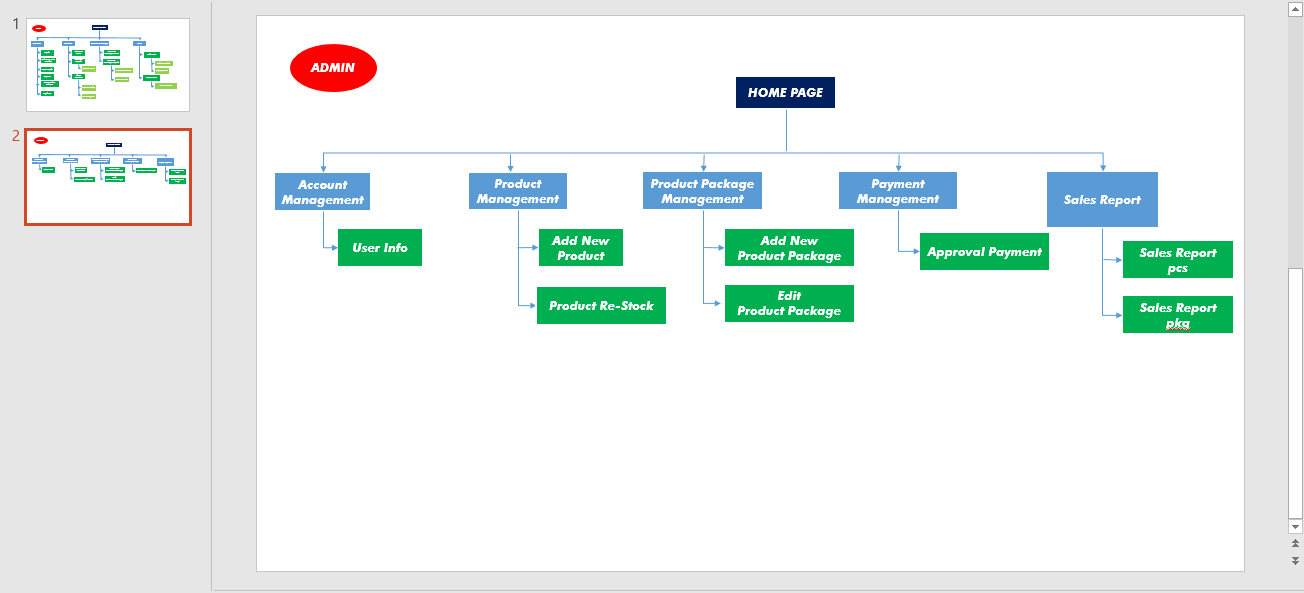 1
2
ADMIN
HOME PAGE
Account
Management
Product
Management
Product Package
Management
Payment
Management
Sales Report
User Info
Add New
Product
Product Re-Stock
Add New
Product Package
Edit
Product Package
Approval Payment
Sales Report
pcs
Sales Report
pkg